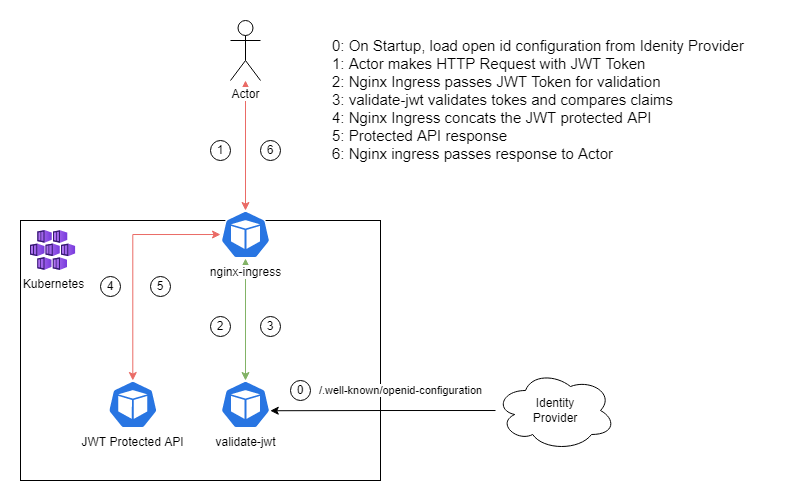 0: On Startup, load open id configuration from Idenity Provider
1: Actor makes HTTP Request with JWT Token
2: Nginx Ingress passes JWT Token for validation
3: validate-jwt validates tokes and compares claims
4: Nginx Ingress concats the JWT protected API
5: Protected API response
6: Nginx ingress passes response to Actor
Actor
1
6
nginx-ingress
Kubernetes
4
5
2
3
0
/.well-known/openid-configuration
Identity
Provider
JWT Protected API
validate-jwt